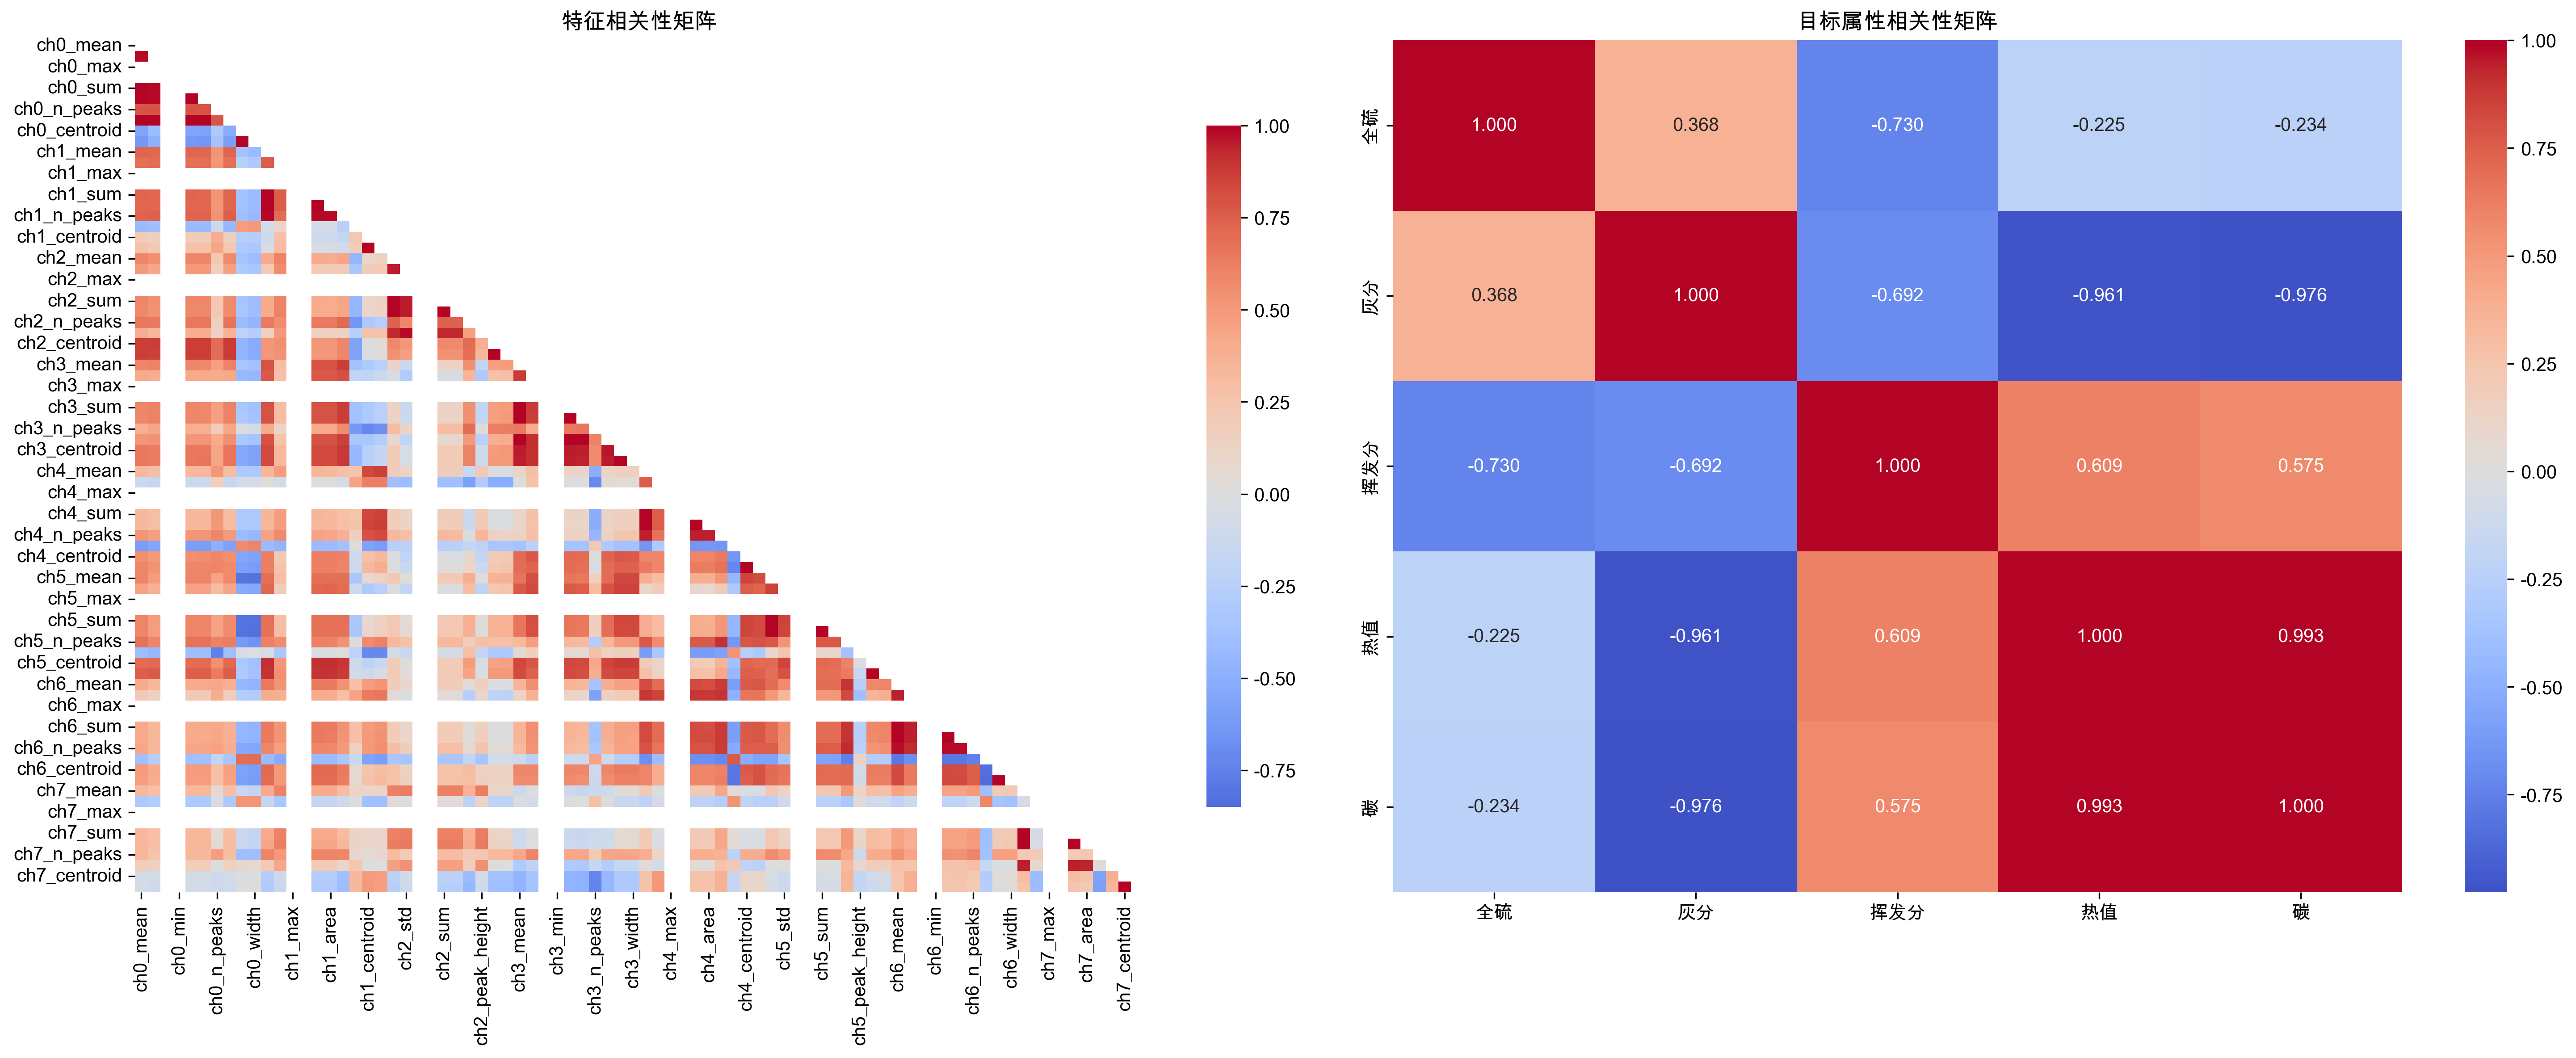 特征相关性矩阵
ch0_mean
ch0_max
ch0_sum
ch0_n_peaks
ch0_centroid
ch1_mean
ch1_max
ch1_sum
ch1_n_peaks
ch1_centroid
ch2_mean
ch2_max
ch2_sum
ch2_n_peaks
ch2_centroid
ch3_mean
ch3_max
ch3_sum
ch3_n_peaks
ch3_centroid
ch4_mean
ch4_max
ch4_sum
ch4_n_peaks
ch4_centroid
ch5_mean
ch5_max
ch5_sum
ch5_n_peaks
ch5_centroid
ch6_mean
ch6_max
ch6_sum
ch6_n_peaks
ch6_centroid
ch7_mean
ch7_max
ch7_sum
ch7_n_peaks
ch7_centroid
ch0_mean
ch0_min
ch0_n_peaks
ch0_width
ch1_max
ch1_area
ch1_centroid
ch2_std
ch2_sum
ch2_peak_height
ch3_mean
ch3_min
ch3_n_peaks
ch3_width
ch4_max
ch4_area
ch4_centroid
ch5_std
ch5_sum
ch5_peak_height
ch6_mean
ch6_min
ch6_n_peaks
ch6_width
ch7_max
ch7_area
ch7_centroid
1.00
0.75
0.50
0.25
0.00
-0.25
-0.50
-0.75
目标属性相关性矩阵
全硫 1.000 0.368 -0.730 -0.225 -0.234
灰分 0.368 1.000 -0.692 -0.961 -0.976
挥发分 -0.730 -0.692 1.000 0.609 0.575
热值 -0.225 -0.961 0.609 1.000 0.993
碳 -0.234 -0.976 0.575 0.993 1.000
全硫 灰分 挥发分 热值 碳
1.00
0.75
0.50
0.25
0.00
-0.25
-0.50
-0.75